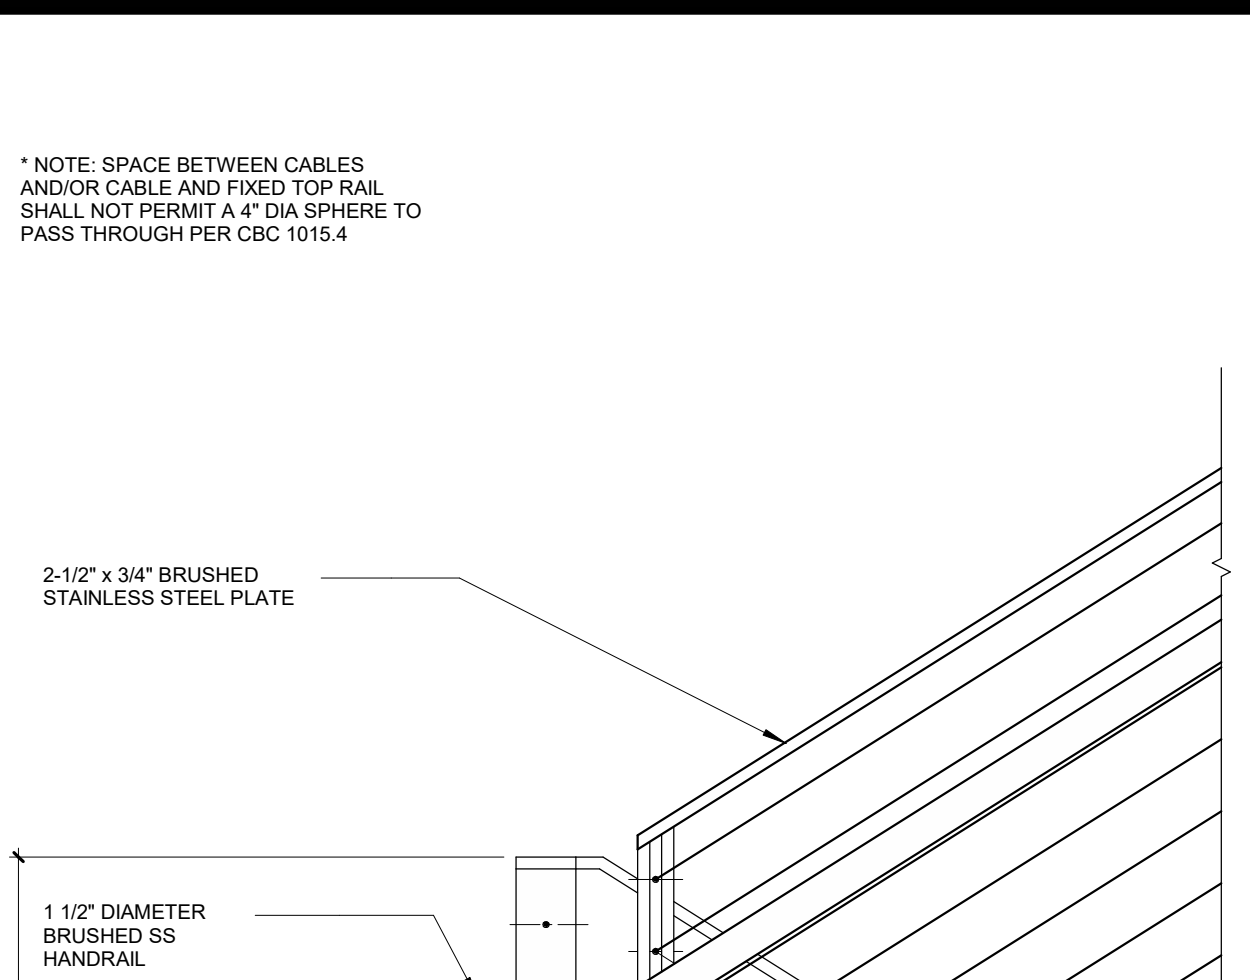 * NOTE: SPACE BETWEEN CABLES
AND/OR CABLE AND FIXED TOP RAIL
SHALL NOT PERMIT A 4" DIA SPHERE TO
PASS THROUGH PER CBC 1015.4
2-1/2" x 3/4" BRUSHED
STAINLESS STEEL PLATE
1 1/2" DIAMETER
BRUSHED SS
HANDRAIL